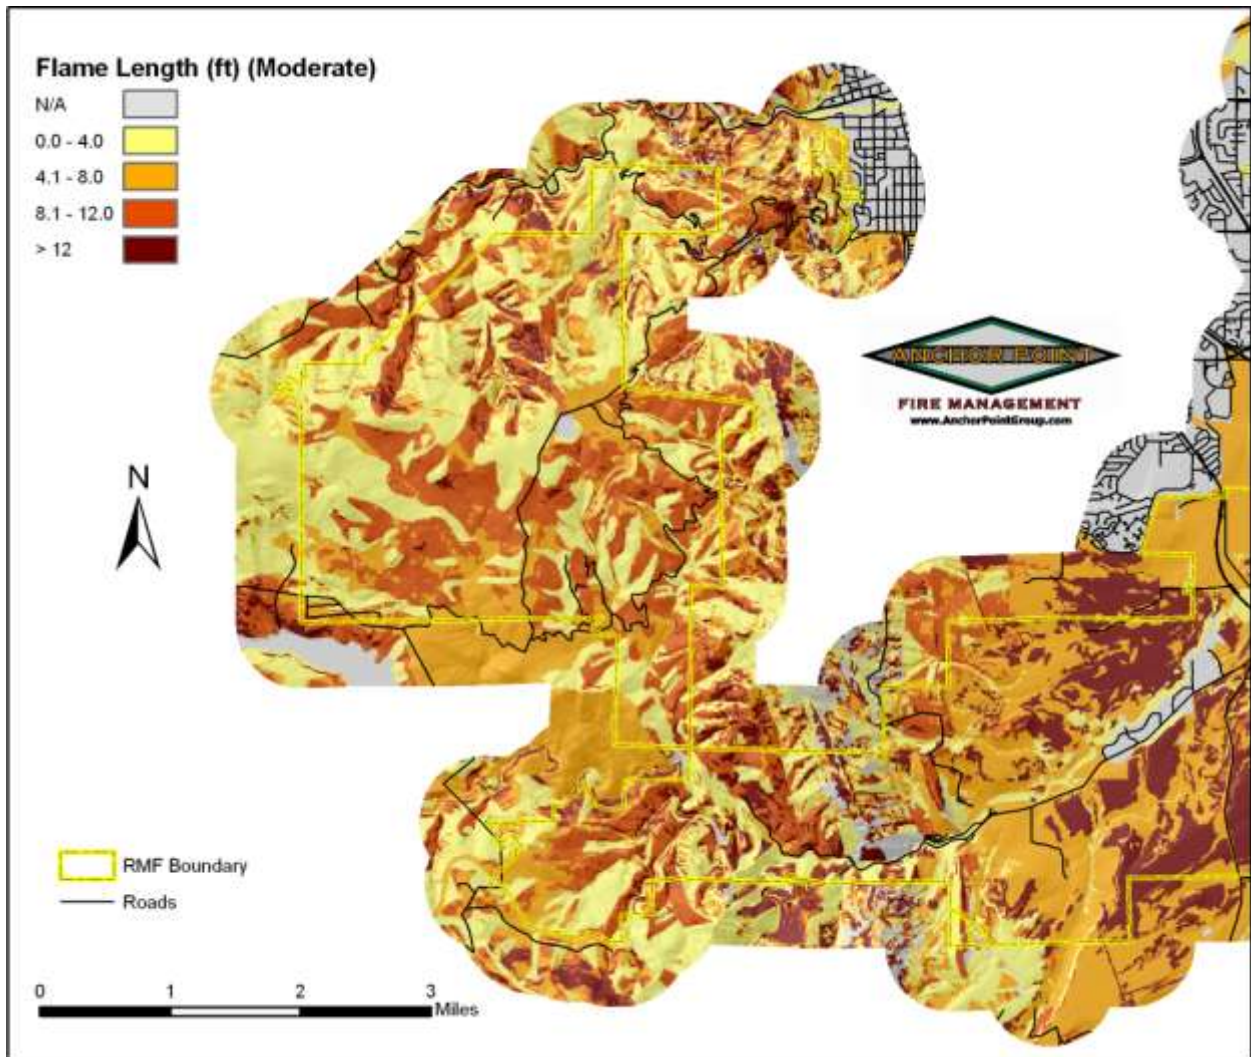 Flame Length (ft) (Moderate)
N/A
0.0 - 4.0
4.1 - 8.0
8.1 - 12.0
> 12
ANCHOR POINT
FIRE MANAGEMENT
www.AnchorPointGroup.com
N
RMF Boundary
Roads
0 1 2 3
Miles